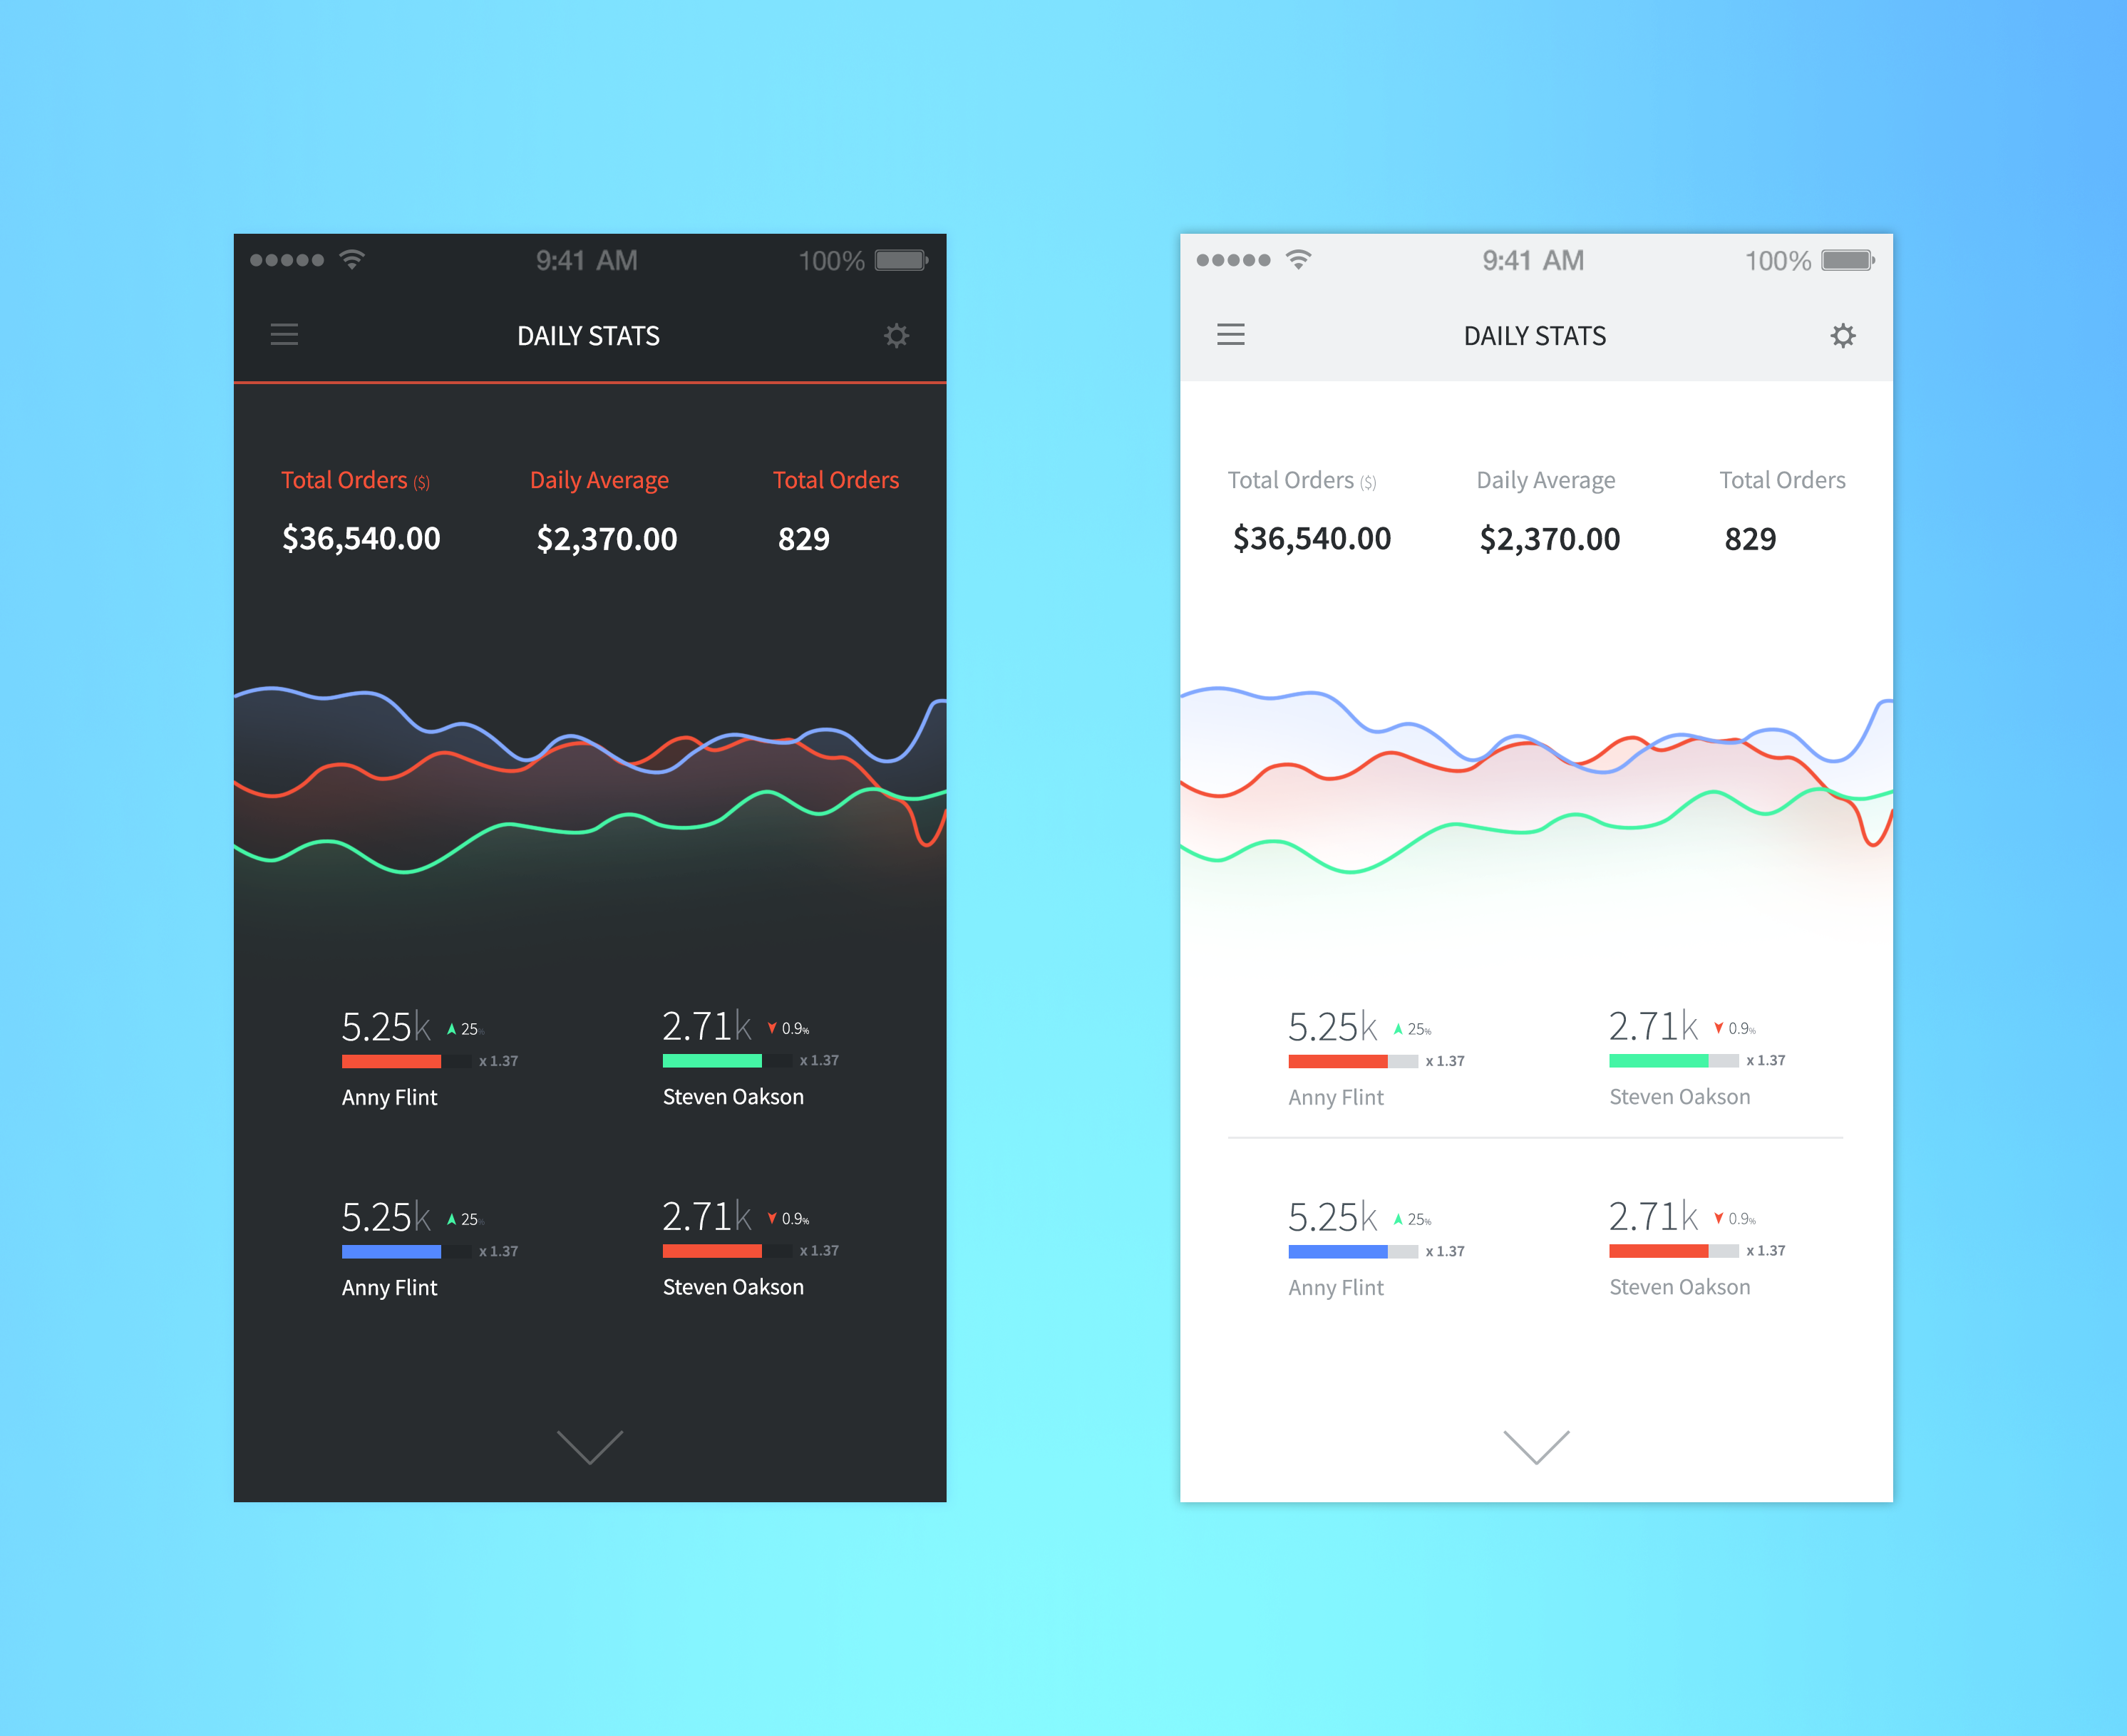 9:41 AM 100%
DAILY STATS
Total Orders ($) Daily Average Total Orders
$36,540.00 $2,370.00 829
5.25k 25% 2.71k 0.9%
x 1.37 x 1.37
Anny Flint Steven Oakson
5.25k 25% 2.71k 0.9%
x 1.37 x 1.37
Anny Flint Steven Oakson
9:41 AM 100%
DAILY STATS
Total Orders ($) Daily Average Total Orders
$36,540.00 $2,370.00 829
5.25k 25% 2.71k 0.9%
x 1.37 x 1.37
Anny Flint Steven Oakson
5.25k 25% 2.71k 0.9%
x 1.37 x 1.37
Anny Flint Steven Oakson